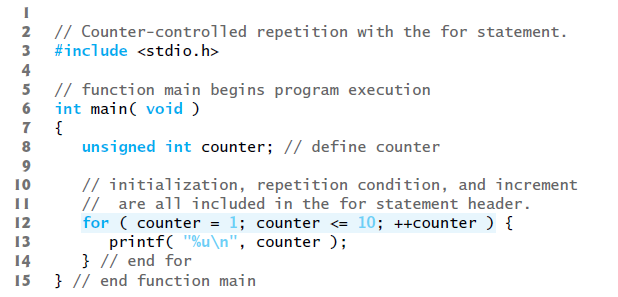 1
2 // Counter-controlled repetition with the for statement.
3 #include <stdio.h>
4
5 // function main begins program execution
6 int main( void )
7 {
8    unsigned int counter; // define counter
9
10    // initialization, repetition condition, and increment
11    //  are all included in the for statement header.
12    for ( counter = 1; counter <= 10; ++counter ) {
13       printf( "%u\n", counter );
14    } // end for
15 } // end function main